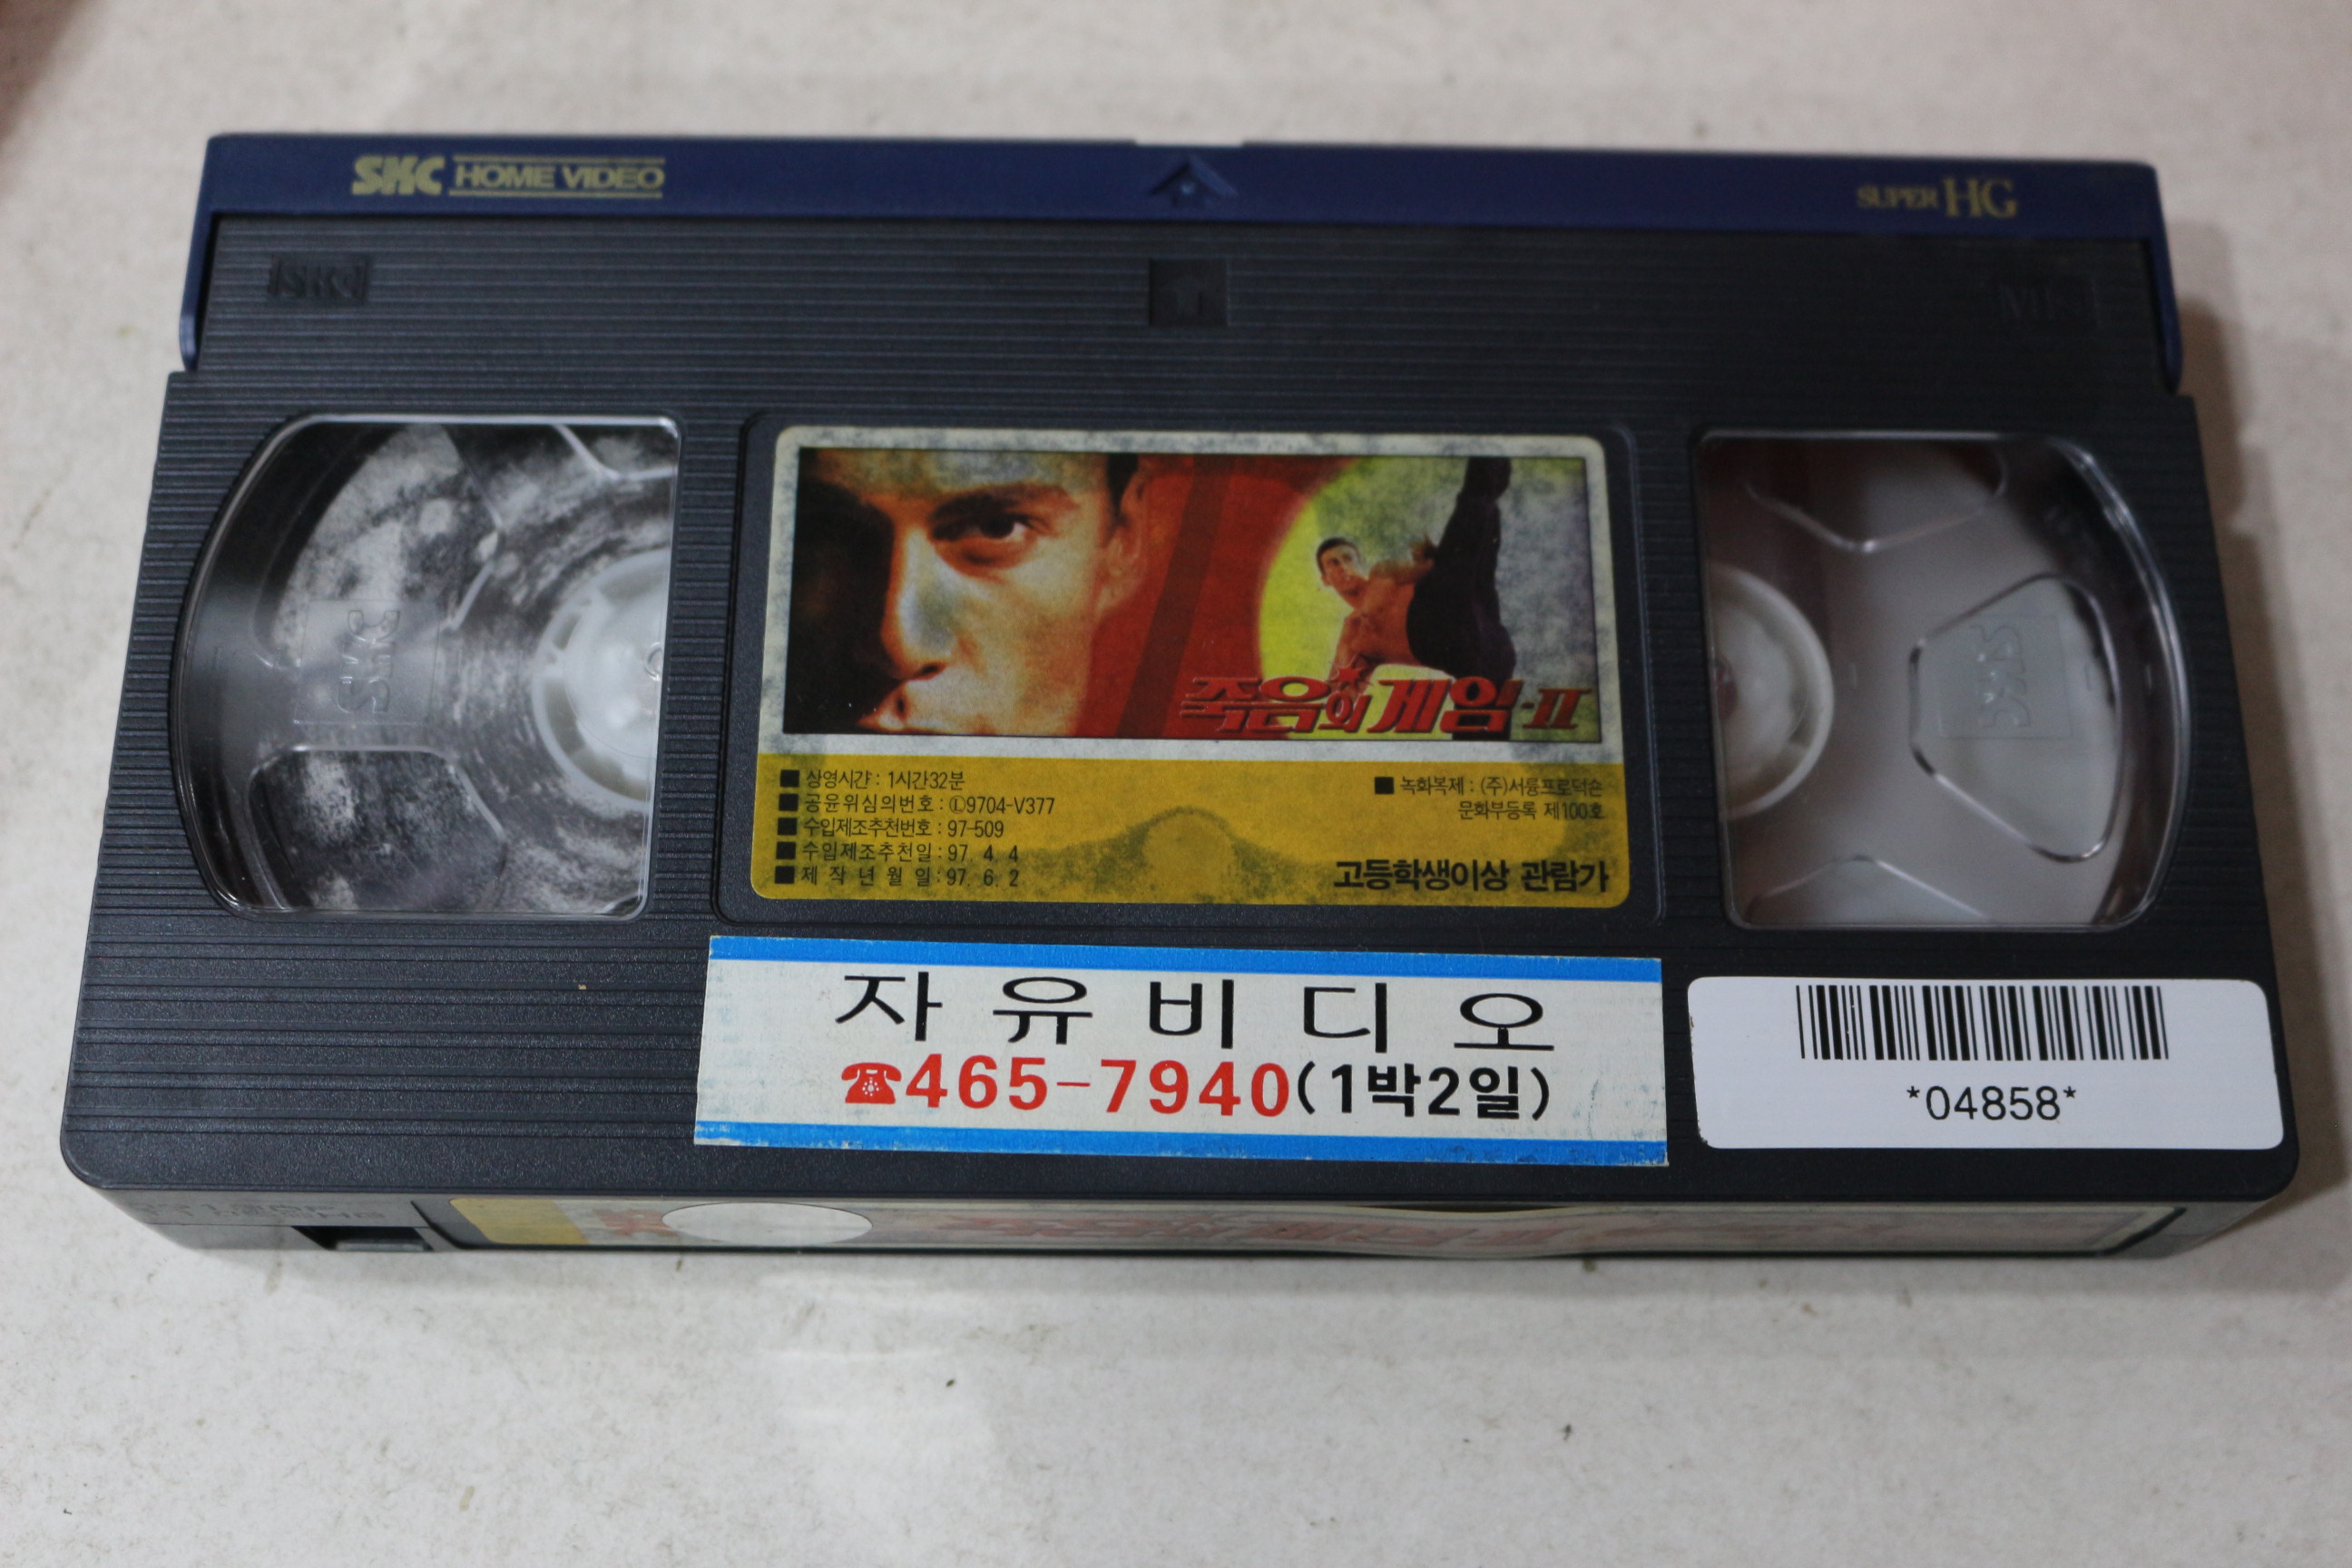 SKC HOME VIDEO
SUPER HG
SKC
SKC
SKC
죽음의 게임-II
■ 상영시간 : 1시간32분
■ 공윤위심의번호 : Ⓛ9704-V377
■ 수입제조추천번호 : 97-509
■ 수입제조추천일 : 97. 4. 4
■ 제 작 년 월 일 : 97. 6. 2
■ 녹화복제 : (주)서륭프로덕숀
문화부등록 제100호
고등학생이상 관람가
자유비디오
☎465-7940(1박2일)
*04858*